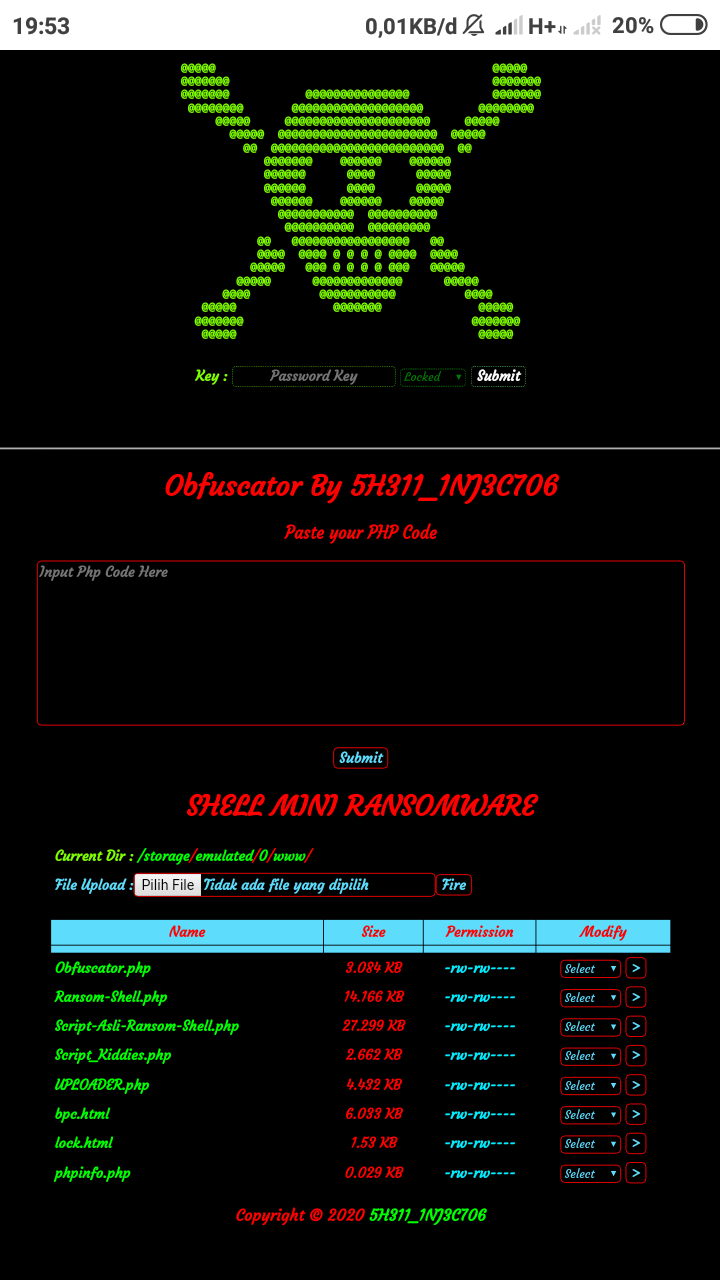 19:53 0,01KB/d H+ 20%
@@@@@ @@@@@
@@@@@@@ @@@@@@@
@@@@@@@ @@@@@@@@@@@@@@@ @@@@@@@
@@@@@@@@ @@@@@@@@@@@@@@@@@@@ @@@@@@@@
@@@@@ @@@@@@@@@@@@@@@@@@@@@ @@@@@
@@@@@ @@@@@@@@@@@@@@@@@@@@@@@ @@@@@
@@ @@@@@@@@@@@@@@@@@@@@@@@@@ @@
@@@@@@@ @@@@@@ @@@@@@
@@@@@@ @@@@ @@@@@
@@@@@@ @@@@ @@@@@
@@@@@@ @@@@@@ @@@@@
@@@@@@@@@@@ @@@@@@@@@@
@@@@@@@@@@ @@@@@@@@@
@@ @@@@@@@@@@@@@@@@@ @@
@@@@ @@@@ @ @ @ @ @@@@ @@@@
@@@@@ @@@ @ @ @ @ @@@ @@@@@
@@@@@ @@@@@@@@@@@@@ @@@@@
@@@@ @@@@@@@@@@@ @@@@
@@@@@ @@@@@@@ @@@@@
@@@@@@@ @@@@@@@
@@@@@ @@@@@
Key : Password Key Locked Submit
Obfuscator By 5H311_1NJ3C706
Paste your PHP Code
Input Php Code Here
Submit
SHELL MINI RANSOMWARE
Current Dir : /storage/emulated/0/www/
File Upload : Pilih File Tidak ada file yang dipilih Fire
Name Size Permission Modify
Obfuscator.php 3.084 KB -rw-rw---- Select >
Ransom-Shell.php 14.166 KB -rw-rw---- Select >
Script-Asli-Ransom-Shell.php 27.299 KB -rw-rw---- Select >
Script_Kiddies.php 2.662 KB -rw-rw---- Select >
UPLOADER.php 4.432 KB -rw-rw---- Select >
bpc.html 6.033 KB -rw-rw---- Select >
lock.html 1.53 KB -rw-rw---- Select >
phpinfo.php 0.029 KB -rw-rw---- Select >
Copyright © 2020 5H311_1NJ3C706